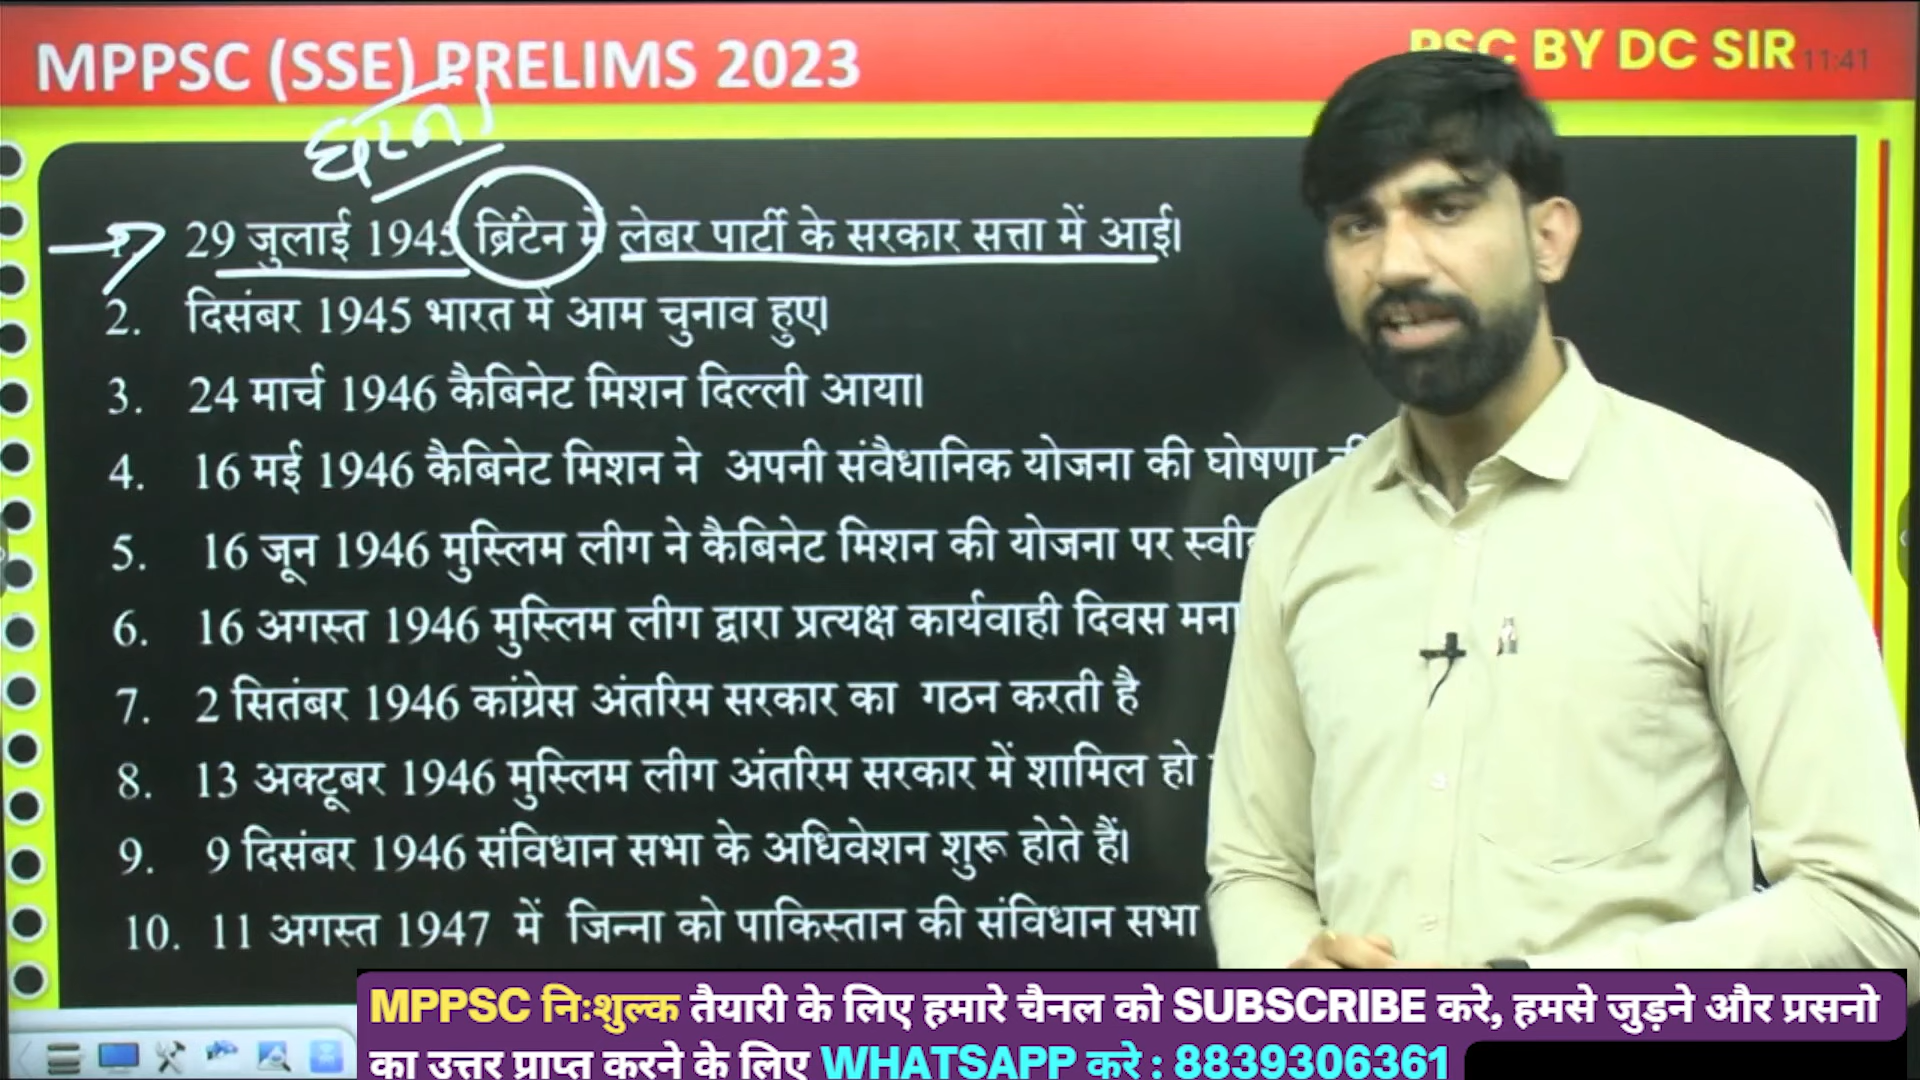 MPPSC (SSE) PRELIMS 2023
BY DC SIR 11:41
घटना
1. 29 जुलाई 1945 ब्रिंटेन में लेबर पार्टी के सरकार सत्ता में आई।
2. दिसंबर 1945 भारत में आम चुनाव हुए।
3. 24 मार्च 1946 कैबिनेट मिशन दिल्ली आया।
4. 16 मई 1946 कैबिनेट मिशन ने अपनी संवैधानिक योजना की घोषणा
5. 16 जून 1946 मुस्लिम लीग ने कैबिनेट मिशन की योजना पर
6. 16 अगस्त 1946 मुस्लिम लीग द्वारा प्रत्यक्ष कार्यवाही दिवस
7. 2 सितंबर 1946 कांग्रेस अंतरिम सरकार का गठन करती है
8. 13 अक्टूबर 1946 मुस्लिम लीग अंतरिम सरकार में शामिल हो
9. 9 दिसंबर 1946 संविधान सभा के अधिवेशन शुरू होते हैं।
10. 11 अगस्त 1947 में जिन्ना को पाकिस्तान की संविधान सभा
MPPSC नि:शुल्क तैयारी के लिए हमारे चैनल को SUBSCRIBE करे, हमसे जुड़ने और प्रसनो
का उत्तर प्राप्त करने के लिए WHATSAPP करे : 8839306361